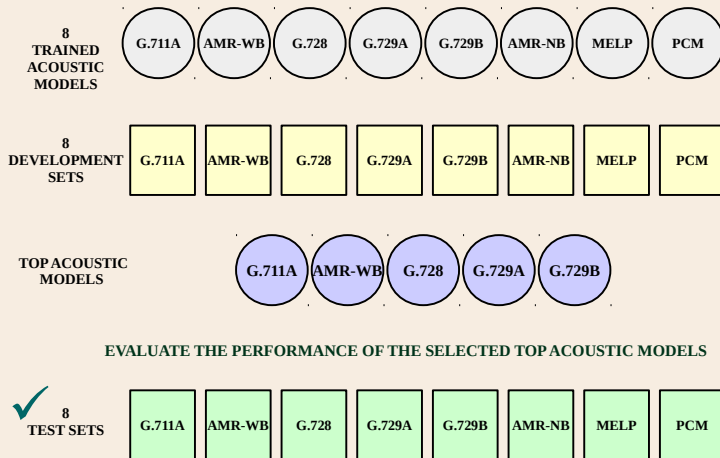 8
TRAINED
ACOUSTIC
MODELS
G.711A AMR-WB G.728 G.729A G.729B AMR-NB MELP PCM
8
DEVELOPMENT
SETS
G.711A AMR-WB G.728 G.729A G.729B AMR-NB MELP PCM
TOP ACOUSTIC
MODELS
G.711A AMR-WB G.728 G.729A G.729B
EVALUATE THE PERFORMANCE OF THE SELECTED TOP ACOUSTIC MODELS
8
TEST SETS
G.711A AMR-WB G.728 G.729A G.729B AMR-NB MELP PCM